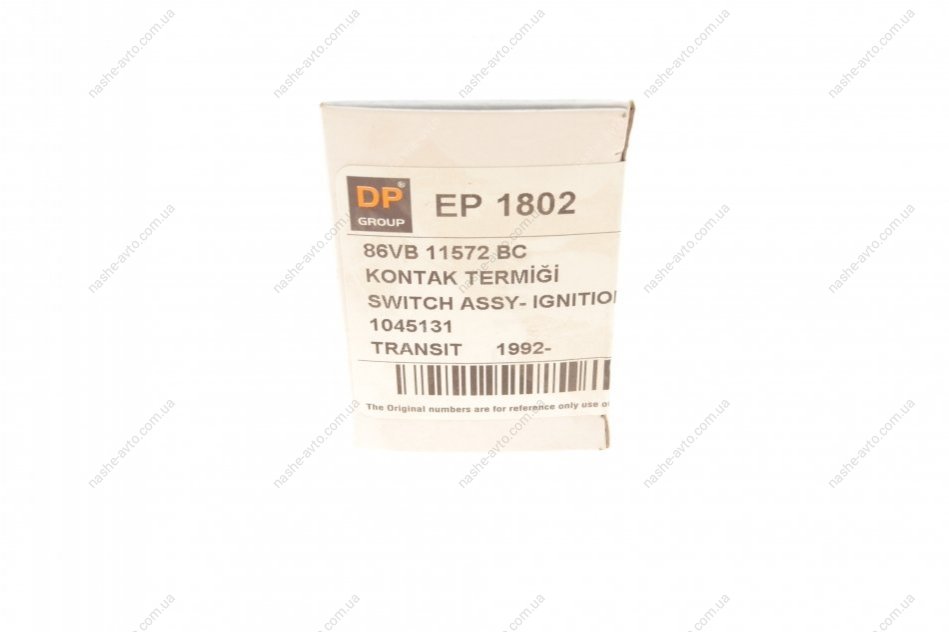 DP®
GROUP
EP 1802
86VB 11572 BC
KONTAK TERMİĞİ
SWITCH ASSY- IGNITIO
1045131
TRANSIT 1992-
The Original numbers are for reference only use o
nashe-avto.com.ua